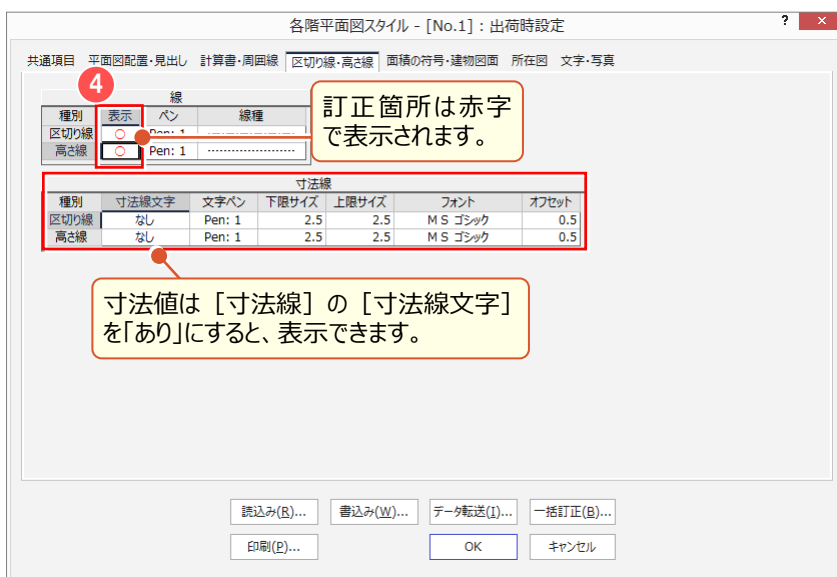 各階平面図スタイル - [No.1]：出荷時設定
? ×
共通項目 平面図配置・見出し 計算書・周囲線 区切り線・高さ線 面積の符号・建物図面 所在図 文字・写真
4
線
種別 表示 ペン 線種
区切り線 ○ Pen: 1
高さ線 ○ Pen: 1
訂正箇所は赤字
で表示されます。
寸法線
種別 寸法線文字 文字ペン 下限サイズ 上限サイズ フォント オフセット
区切り線 なし Pen: 1 2.5 2.5 ＭＳ ゴシック 0.5
高さ線 なし Pen: 1 2.5 2.5 ＭＳ ゴシック 0.5
寸法値は［寸法線］の［寸法線文字］
を「あり」にすると、表示できます。
読込み(R)... 書込み(W)... データ転送(I)... 一括訂正(B)...
印刷(P)... OK キャンセル